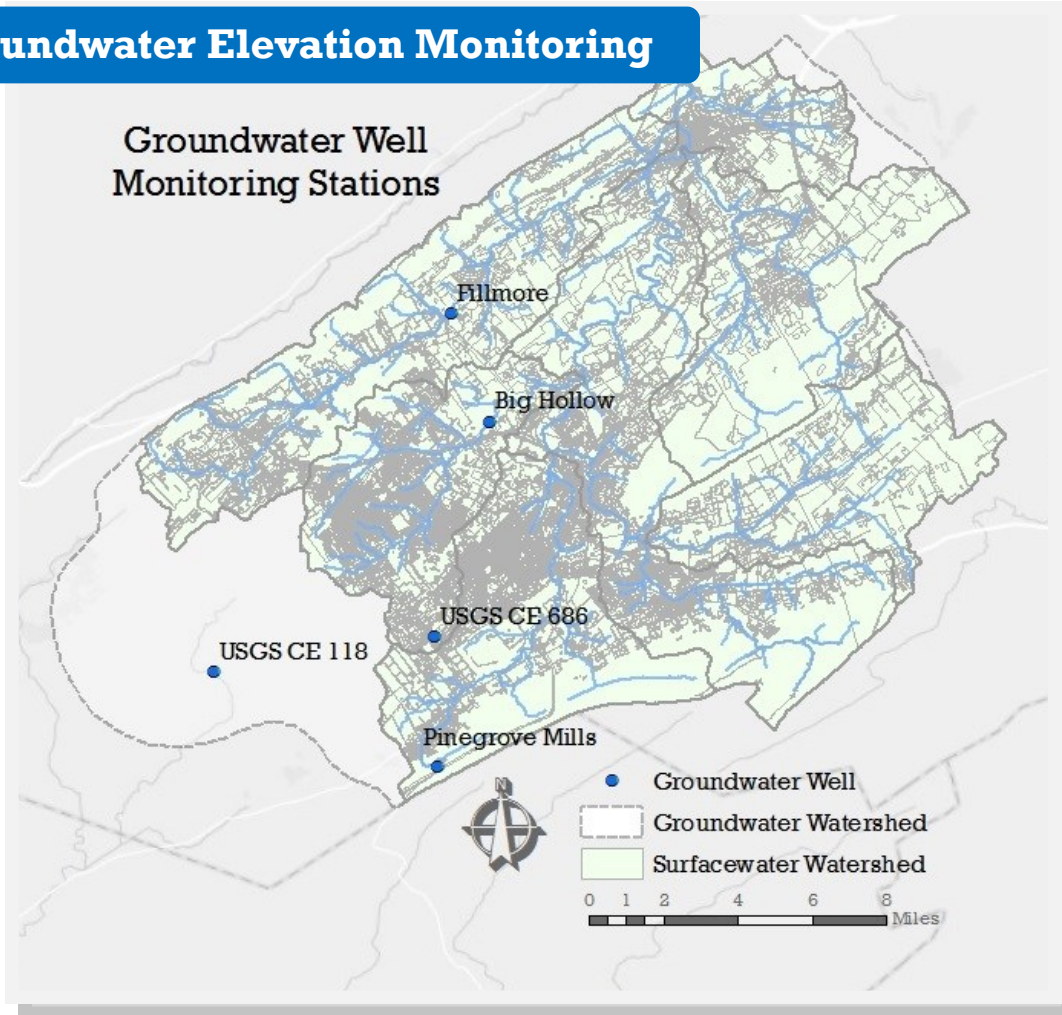 undwater Elevation Monitoring
Groundwater Well
Monitoring Stations
Fillmore
Big Hollow
USGS CE 686
USGS CE 118
Pinegrove Mills
N
Groundwater Well
Groundwater Watershed
Surfacewater Watershed
0 1 2 4 6 8
Miles